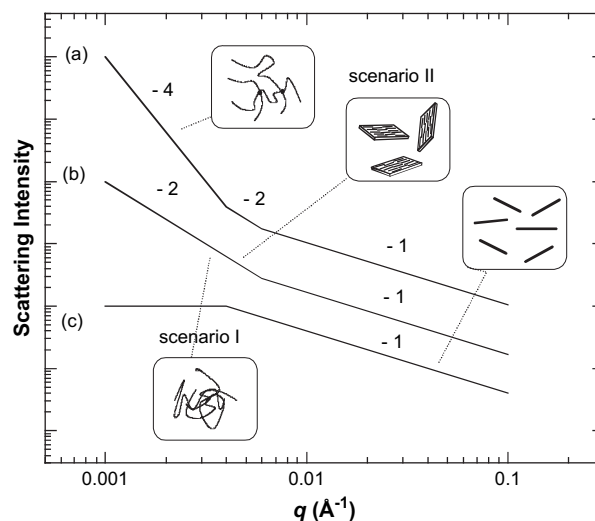 (a)
- 4
scenario II
(b)
- 2
- 2
- 1
- 1
(c)
- 1
scenario I
Scattering Intensity
0.001
0.01
0.1
q (Å-1)